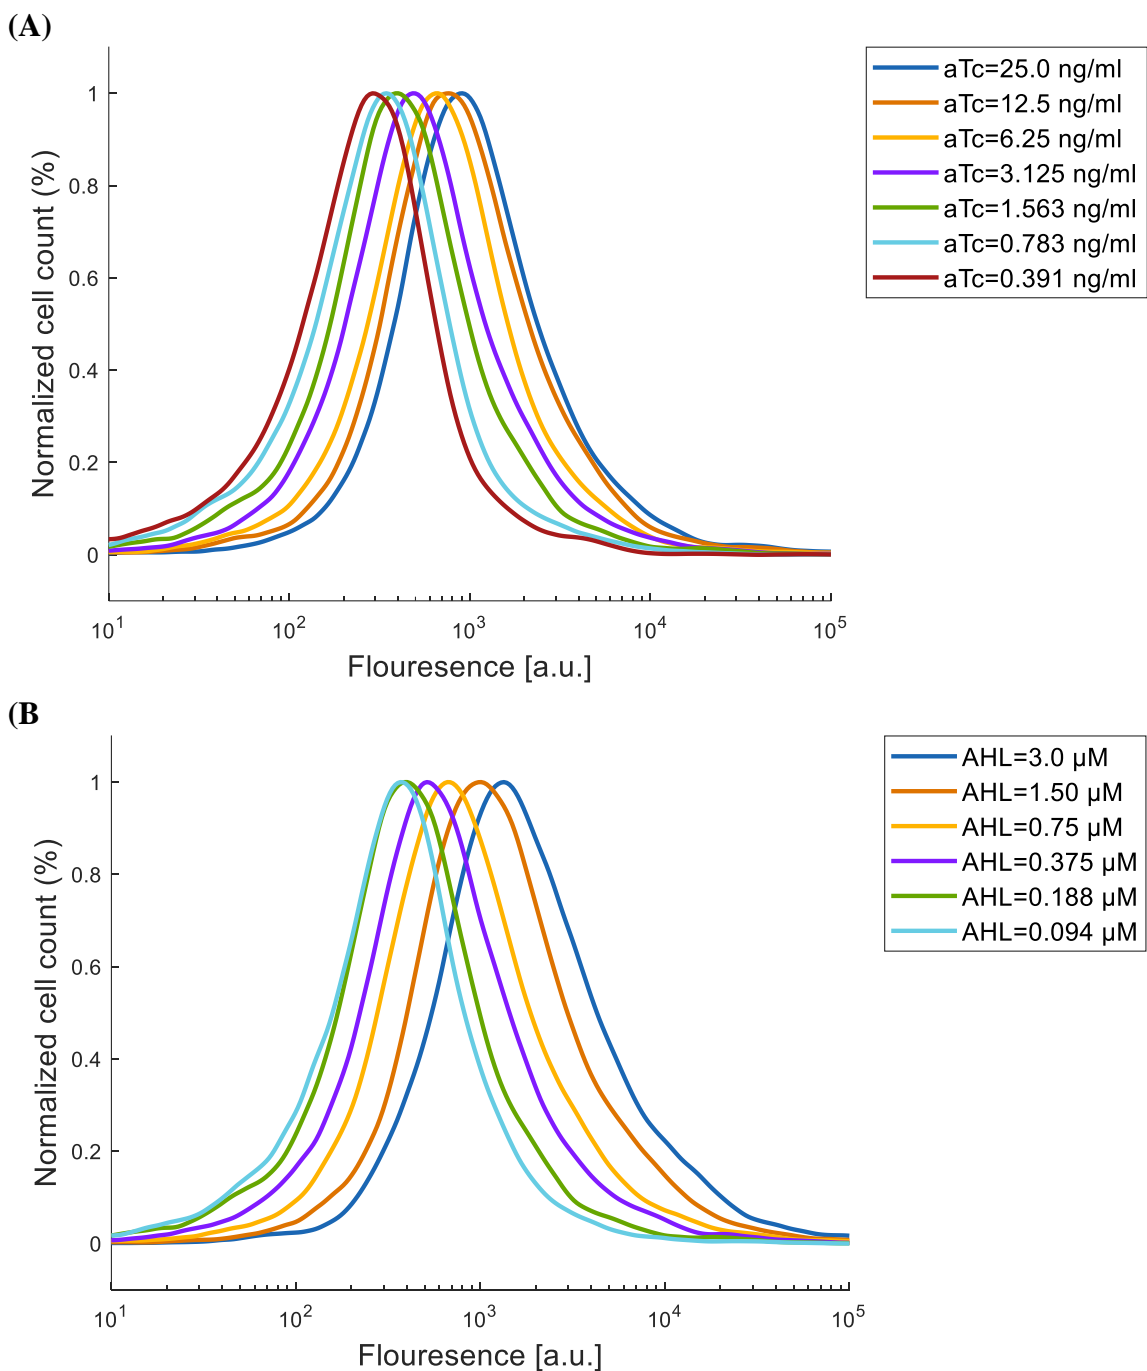 (A)
aTc=25.0 ng/ml
aTc=12.5 ng/ml
aTc=6.25 ng/ml
aTc=3.125 ng/ml
aTc=1.563 ng/ml
aTc=0.783 ng/ml
aTc=0.391 ng/ml
Normalized cell count (%)
1
0.8
0.6
0.4
0.2
0
10^1 10^2 10^3 10^4 10^5
Flouresence [a.u.]
(B
AHL=3.0 µM
AHL=1.50 µM
AHL=0.75 µM
AHL=0.375 µM
AHL=0.188 µM
AHL=0.094 µM
Normalized cell count (%)
1
0.8
0.6
0.4
0.2
0
10^1 10^2 10^3 10^4 10^5
Flouresence [a.u.]